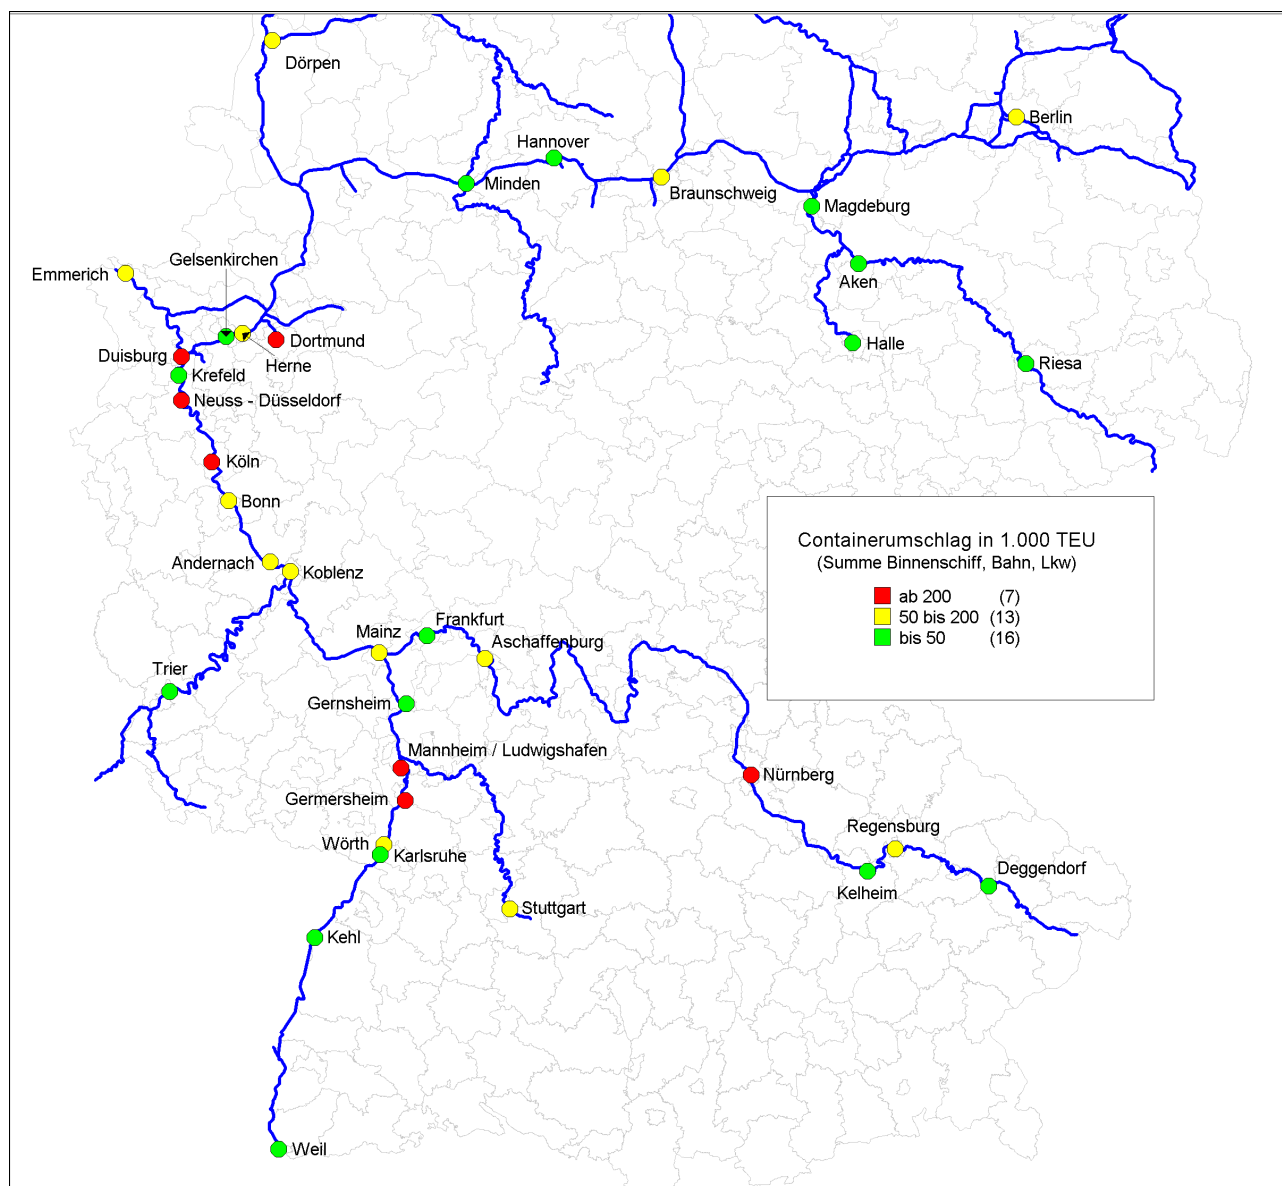 Dörpen
Berlin
Hannover
Minden
Braunschweig
Magdeburg
Gelsenkirchen
Emmerich
Aken
Duisburg
Dortmund
Halle
Herne
Krefeld
Riesa
Neuss - Düsseldorf
Köln
Bonn
Containerumschlag in 1.000 TEU
(Summe Binnenschiff, Bahn, Lkw)
ab 200 (7)
50 bis 200 (13)
bis 50 (16)
Andernach
Koblenz
Frankfurt
Mainz
Aschaffenburg
Trier
Gernsheim
Mannheim / Ludwigshafen
Nürnberg
Germersheim
Regensburg
Wörth
Karlsruhe
Deggendorf
Kelheim
Stuttgart
Kehl
Weil